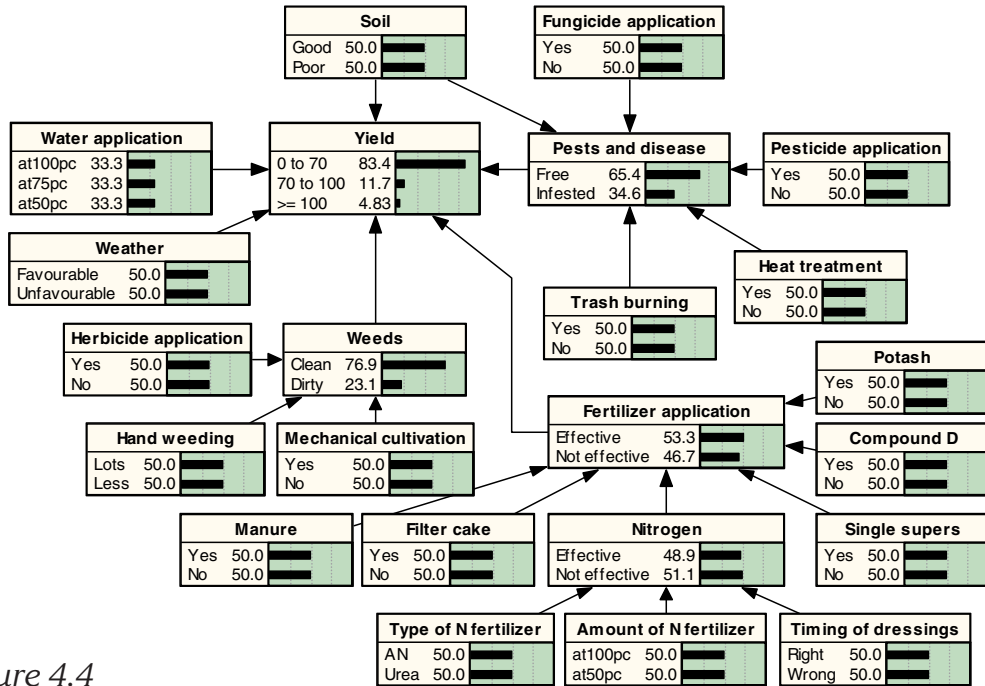 Soil
Good 50.0
Poor 50.0
Fungicide application
Yes 50.0
No 50.0
Water application
at100pc 33.3
at75pc 33.3
at50pc 33.3
Yield
0 to 70 83.4
70 to 100 11.7
>= 100 4.83
Pests and disease
Free 65.4
Infested 34.6
Pesticide application
Yes 50.0
No 50.0
Weather
Favourable 50.0
Unfavourable 50.0
Heat treatment
Yes 50.0
No 50.0
Trash burning
Yes 50.0
No 50.0
Herbicide application
Yes 50.0
No 50.0
Weeds
Clean 76.9
Dirty 23.1
Potash
Yes 50.0
No 50.0
Fertilizer application
Effective 53.3
Not effective 46.7
Hand weeding
Lots 50.0
Less 50.0
Mechanical cultivation
Yes 50.0
No 50.0
Compound D
Yes 50.0
No 50.0
Manure
Yes 50.0
No 50.0
Filter cake
Yes 50.0
No 50.0
Nitrogen
Effective 48.9
Not effective 51.1
Single supers
Yes 50.0
No 50.0
Type of N fertilizer
AN 50.0
Urea 50.0
Amount of N fertilizer
at100pc 50.0
at50pc 50.0
Timing of dressings
Right 50.0
Wrong 50.0
ure 4.4